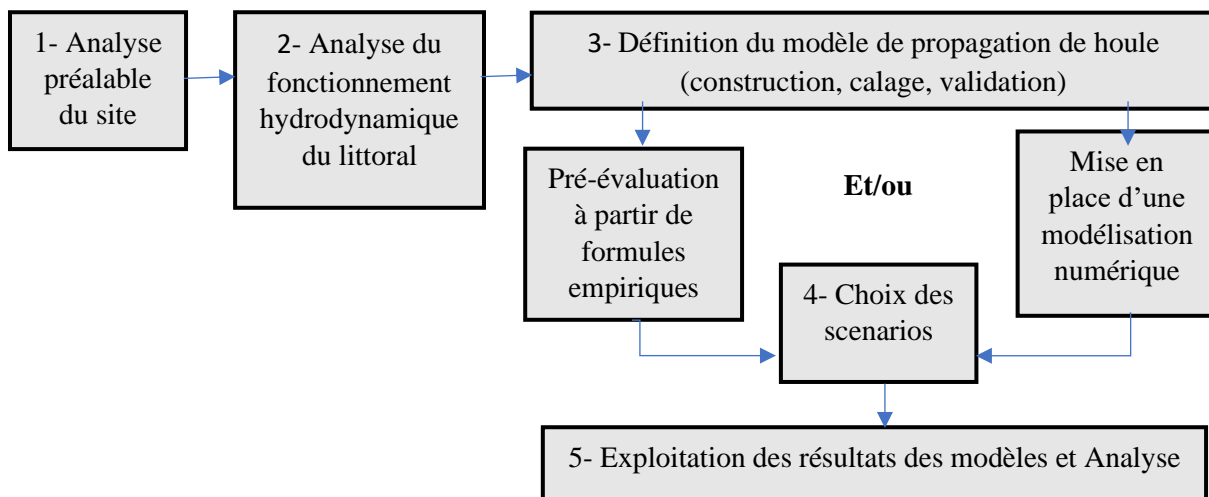 1- Analyse
préalable
du site
2- Analyse du
fonctionnement
hydrodynamique
du littoral
3- Définition du modèle de propagation de houle
(construction, calage, validation)
Pré-évaluation
à partir de
formules
empiriques
Et/ou
Mise en
place d’une
modélisation
numérique
4- Choix des
scenarios
5- Exploitation des résultats des modèles et Analyse